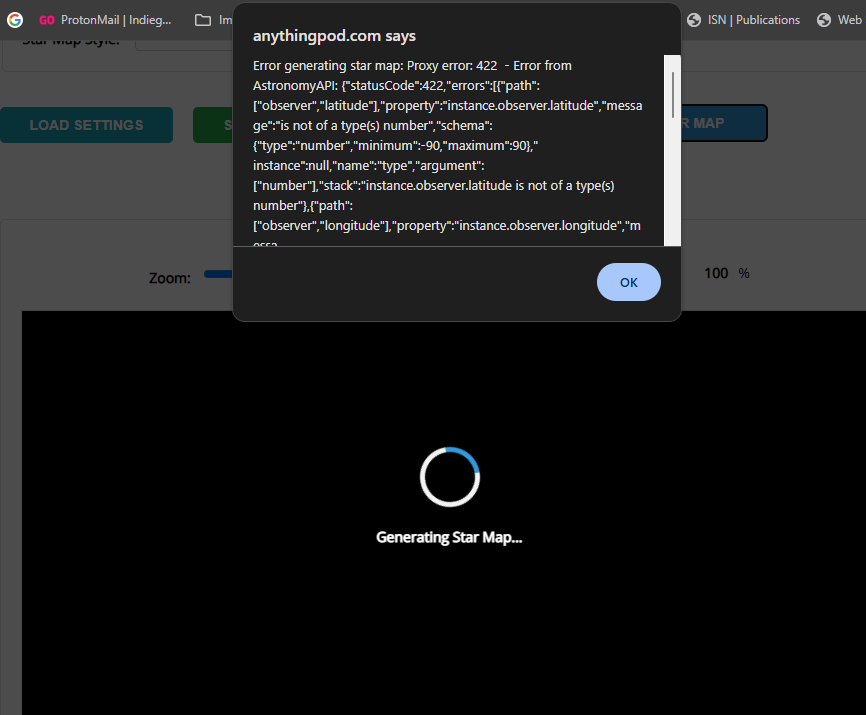 GO ProtonMail | Indieg...
Im
ISN | Publications
Web
Star Map Style:
anythingpod.com says
Error generating star map: Proxy error: 422 - Error from
AstronomyAPI: {"statusCode":422,"errors":[{"path":
["observer","latitude"],"property":"instance.observer.latitude","messa
ge":"is not of a type(s) number","schema":
{"type":"number","minimum":-90,"maximum":90},"
instance":null,"name":"type","argument":
["number"],"stack":"instance.observer.latitude is not of a type(s)
number"},{"path":
["observer","longitude"],"property":"instance.observer.longitude","m
essa
LOAD SETTINGS
S
R MAP
OK
Zoom:
100 %
Generating Star Map...